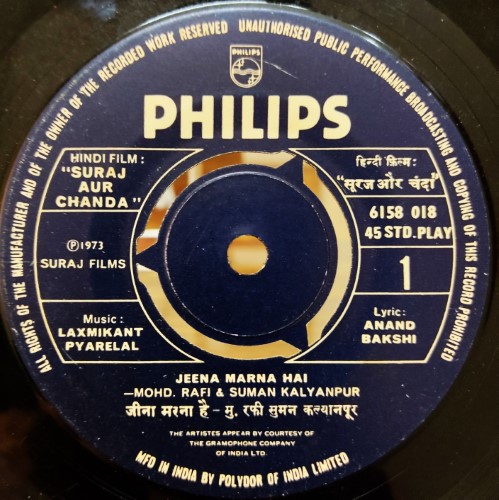 ALL RIGHTS OF THE MANUFACTURER AND OF THE OWNER OF THE RECORDED WORK RESERVED UNAUTHORISED PUBLIC PERFORMANCE BROADCASTING AND COPYING OF THIS RECORD PROHIBITED
PHILIPS
PHILIPS
HINDI FILM :
"SURAJ
AUR
CHANDA"
हिन्दी फ़िल्म:
"सूरज और चंदा"
6158 018
45 STD. PLAY
Ⓟ1973
SURAJ FILMS
1
Music :
LAXMIKANT
PYARELAL
Lyric:
ANAND
BAKSHI
JEENA MARNA HAI
—MOHD. RAFI & SUMAN KALYANPUR
जीना मरना है - मु. रफ़ी सुमन कल्यानपूर
THE ARTISTES APPEAR BY COURTESY OF
THE GRAMOPHONE COMPANY
OF INDIA LTD.
MFD IN INDIA BY POLYDOR OF INDIA LIMITED